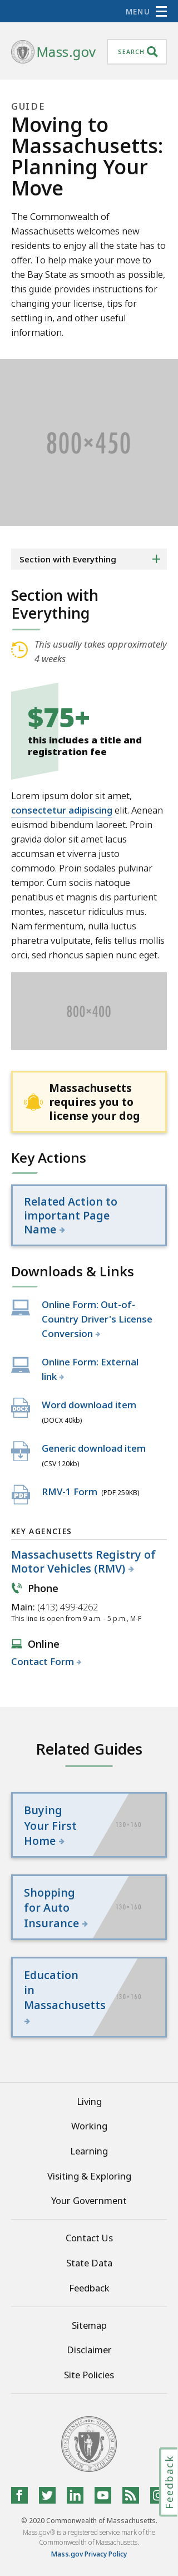 MENU
Mass.gov
SEARCH
GUIDE
Moving to
Massachusetts:
Planning Your
Move
The Commonwealth of
Massachusetts welcomes new
residents to enjoy all the state has to
offer. To help make your move to
the Bay State as smooth as possible,
this guide provides instructions for
changing your license, tips for
settling in, and other useful
information.
800×450
Section with Everything +
Section with
Everything
This usually takes approximately
4 weeks
$75+
this includes a title and
registration fee
Lorem ipsum dolor sit amet,
consectetur adipiscing elit. Aenean
euismod bibendum laoreet. Proin
gravida dolor sit amet lacus
accumsan et viverra justo
commodo. Proin sodales pulvinar
tempor. Cum sociis natoque
penatibus et magnis dis parturient
montes, nascetur ridiculus mus.
Nam fermentum, nulla luctus
pharetra vulputate, felis tellus mollis
orci, sed rhoncus sapien nunc eget.
800×400
Massachusetts
requires you to
license your dog
Key Actions
Related Action to
important Page
Name
Downloads & Links
Online Form: Out-of-
Country Driver's License
Conversion
Online Form: External
link
DOCX
Word download item
(DOCX 40kb)
Generic download item
(CSV 120kb)
PDF
RMV-1 Form (PDF 259KB)
KEY AGENCIES
Massachusetts Registry of
Motor Vehicles (RMV)
Phone
Main: (413) 499-4262
This line is open from 9 a.m. - 5 p.m., M-F
Online
Contact Form
Related Guides
Buying
Your First
Home
130×160
Shopping
for Auto
Insurance
130×160
Education
in
Massachusetts
130×160
Living
Working
Learning
Visiting & Exploring
Your Government
Contact Us
State Data
Feedback
Sitemap
Disclaimer
Site Policies
Feedback
© 2020 Commonwealth of Massachusetts.
Mass.gov® is a registered service mark of the
Commonwealth of Massachusetts.
Mass.gov Privacy Policy